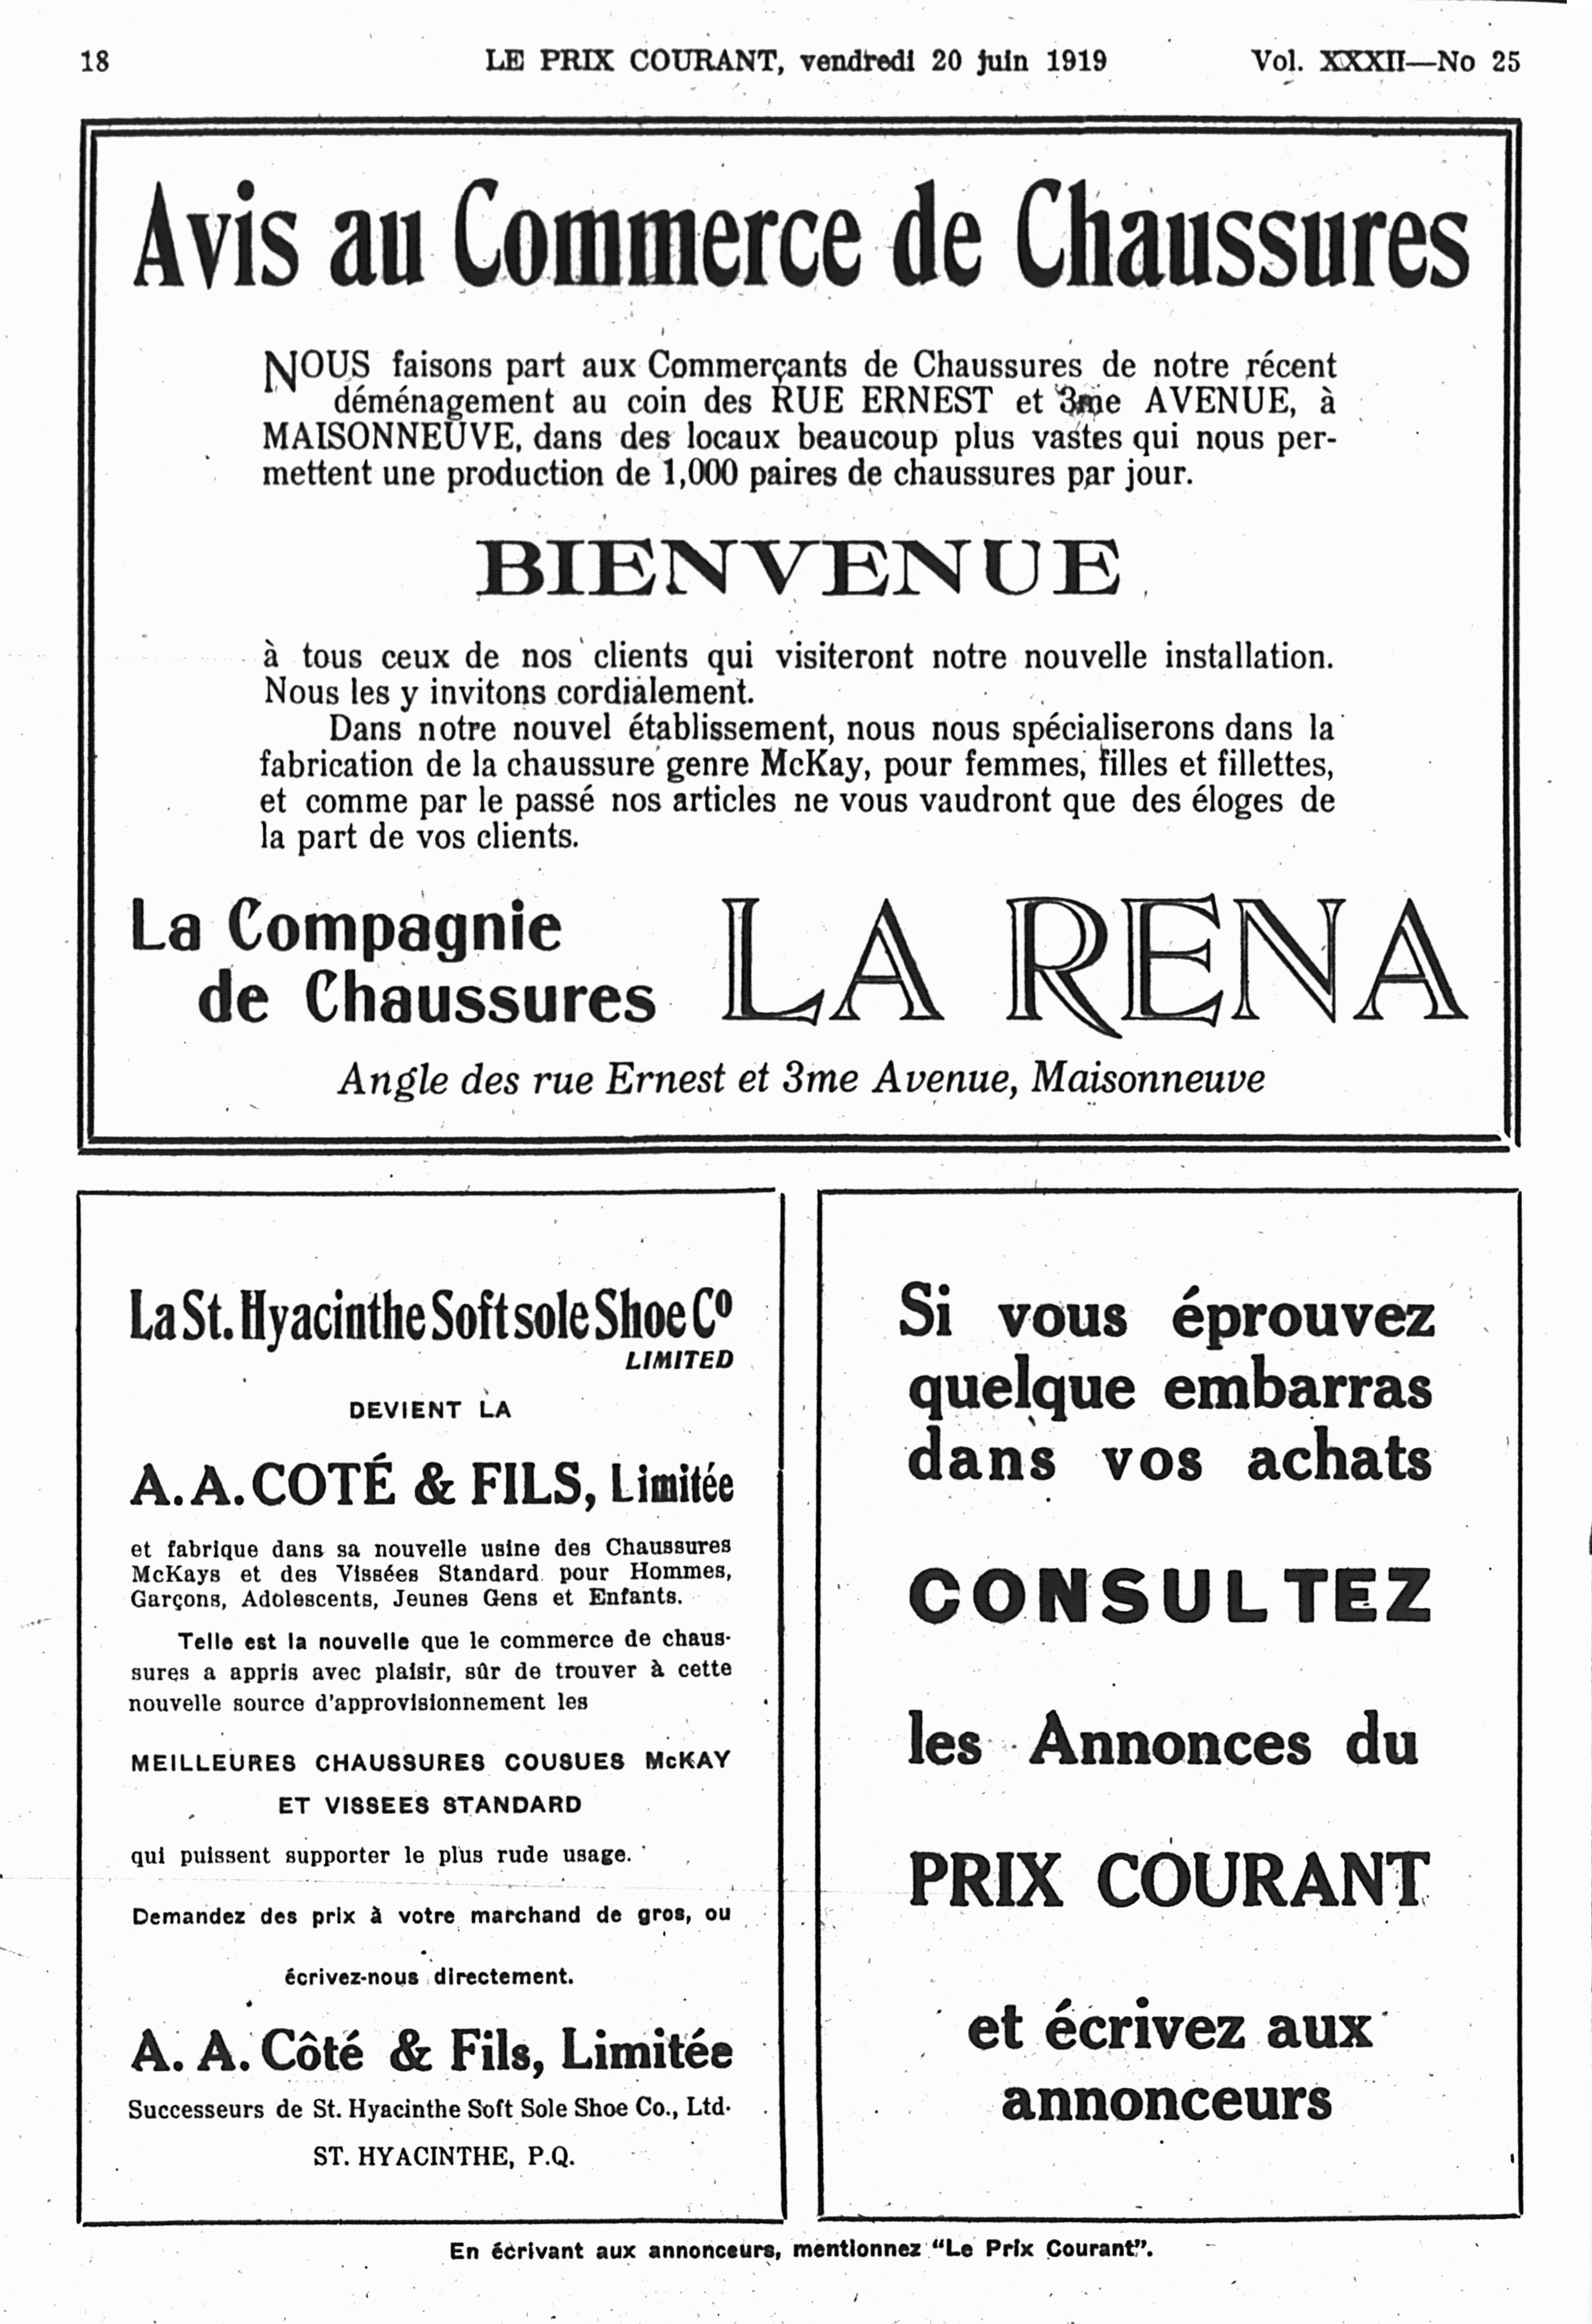 18 LE PRIX COURANT, vendredi 20 juin 1919 Vol. XXXII—No 25
Avis au Commerce de Chaussures
NOUS faisons part aux Commerçants de Chaussures de notre récent
déménagement au coin des RUE ERNEST et 3me AVENUE, à
MAISONNEUVE, dans des locaux beaucoup plus vastes qui nous per-
mettent une production de 1,000 paires de chaussures par jour.
BIENVENUE
à tous ceux de nos clients qui visiteront notre nouvelle installation.
Nous les y invitons cordialement.
Dans notre nouvel établissement, nous nous spécialiserons dans la
fabrication de la chaussure genre McKay, pour femmes, filles et fillettes,
et comme par le passé nos articles ne vous vaudront que des éloges de
la part de vos clients.
La Compagnie
de Chaussures LA RENA
Angle des rue Ernest et 3me Avenue, Maisonneuve
La St. Hyacinthe Soft sole Shoe Co
LIMITED
DEVIENT LA
A. A. COTÉ & FILS, Limitée
et fabrique dans sa nouvelle usine des Chaussures
McKays et des Vissées Standard pour Hommes,
Garçons, Adolescents, Jeunes Gens et Enfants.
Telle est la nouvelle que le commerce de chaus-
sures a appris avec plaisir, sûr de trouver à cette
nouvelle source d'approvisionnement les
MEILLEURES CHAUSSURES COUSUES McKAY
ET VISSEES STANDARD
qui puissent supporter le plus rude usage.
Demandez des prix à votre marchand de gros, ou
écrivez-nous directement.
A. A. Côté & Fils, Limitée
Successeurs de St. Hyacinthe Soft Sole Shoe Co., Ltd.
ST. HYACINTHE, P.Q.
Si vous éprouvez
quelque embarras
dans vos achats
CONSULTEZ
les Annonces du
PRIX COURANT
et écrivez aux
annonceurs
En écrivant aux annonceurs, mentionnez "Le Prix Courant".